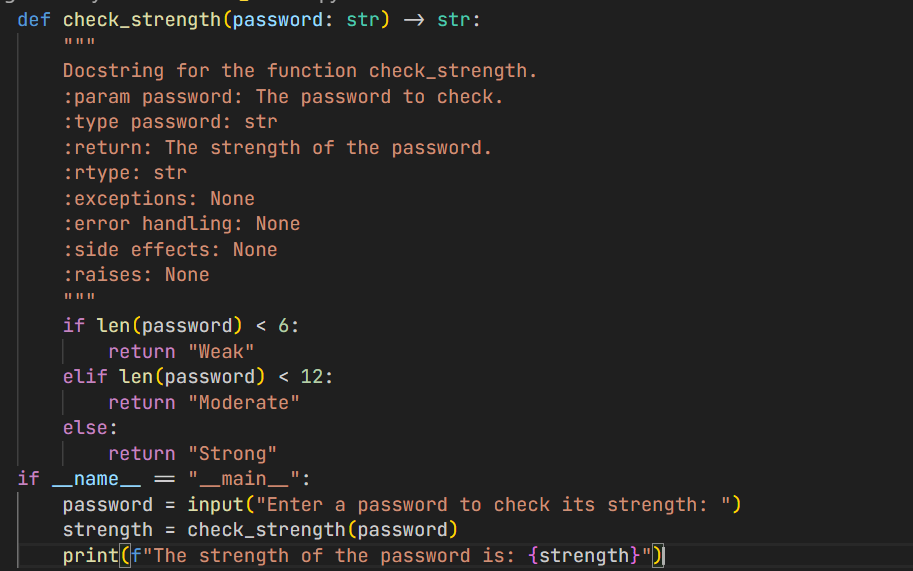 def check_strength(password: str) -> str:
    """
    Docstring for the function check_strength.
    :param password: The password to check.
    :type password: str
    :return: The strength of the password.
    :rtype: str
    :exceptions: None
    :error handling: None
    :side effects: None
    :raises: None
    """
    if len(password) < 6:
        return "Weak"
    elif len(password) < 12:
        return "Moderate"
    else:
        return "Strong"
if __name__ == "__main__":
    password = input("Enter a password to check its strength: ")
    strength = check_strength(password)
    print(f"The strength of the password is: {strength}")